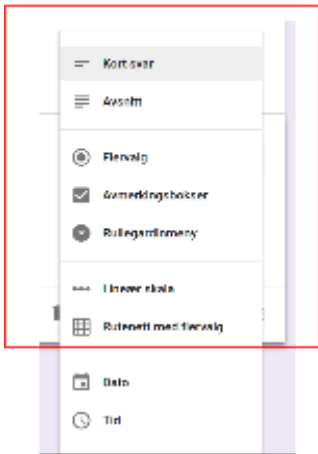 Kort svar
Avsnitt
Flervalg
Avmerkingsbokser
Rullegardinmeny
Lineær skala
Rutenett med flervalg
Dato
Tid